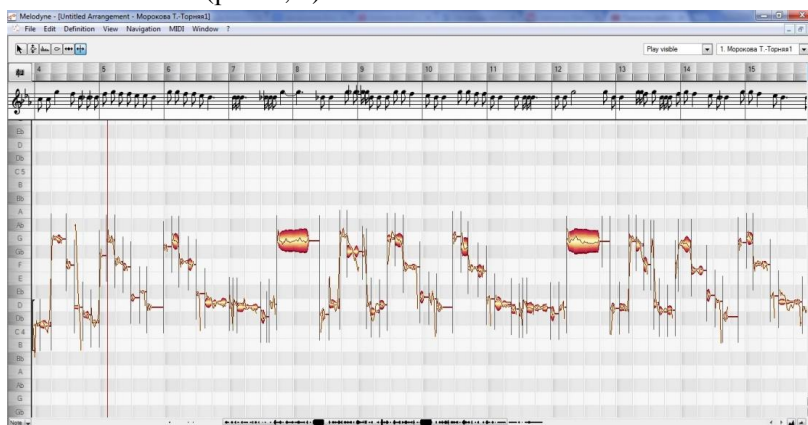 Melodyne - [Untitled Arrangement - Морокова Т.-Торняя1]
File Edit Definition View Navigation MIDI Window ?
Play visible 1. Морокова Т.-Торняя1
4 5 6 7 8 9 10 11 12 13 14 15
Eb
D
Db
C 5
B
Bb
A
Ab
G
Gb
F
E
Eb
D
Db
C 4
B
Bb
A
Ab
G
Gb